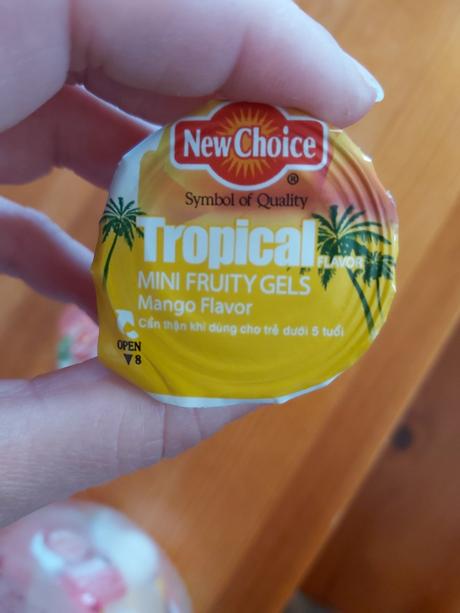 New Choice
®
Symbol of Quality
Tropical
FLAVOR
MINI FRUITY GELS
Mango Flavor
Cẩn thận khi dùng cho trẻ dưới 5 tuổi
OPEN
▼8